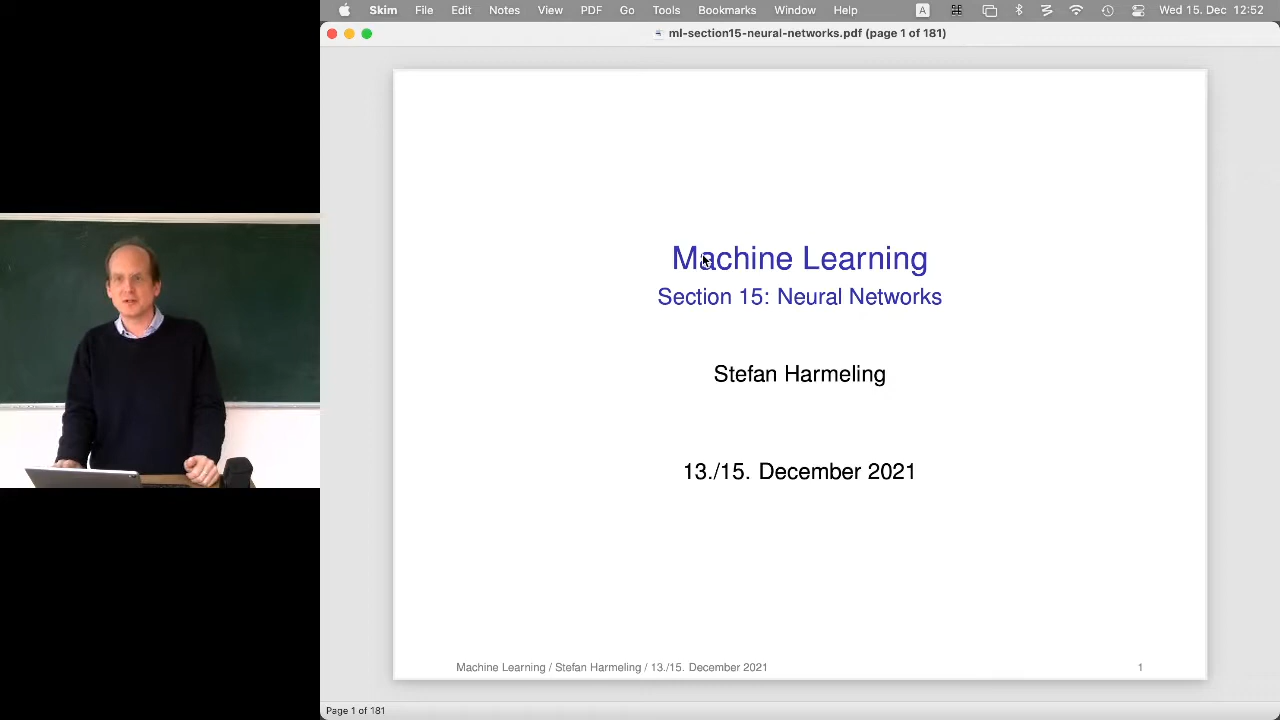 Skim File Edit Notes View PDF Go Tools Bookmarks Window Help A Wed 15. Dec 12:52
ml-section15-neural-networks.pdf (page 1 of 181)
Machine Learning
Section 15: Neural Networks
Stefan Harmeling
13./15. December 2021
Machine Learning / Stefan Harmeling / 13./15. December 2021 1
Page 1 of 181